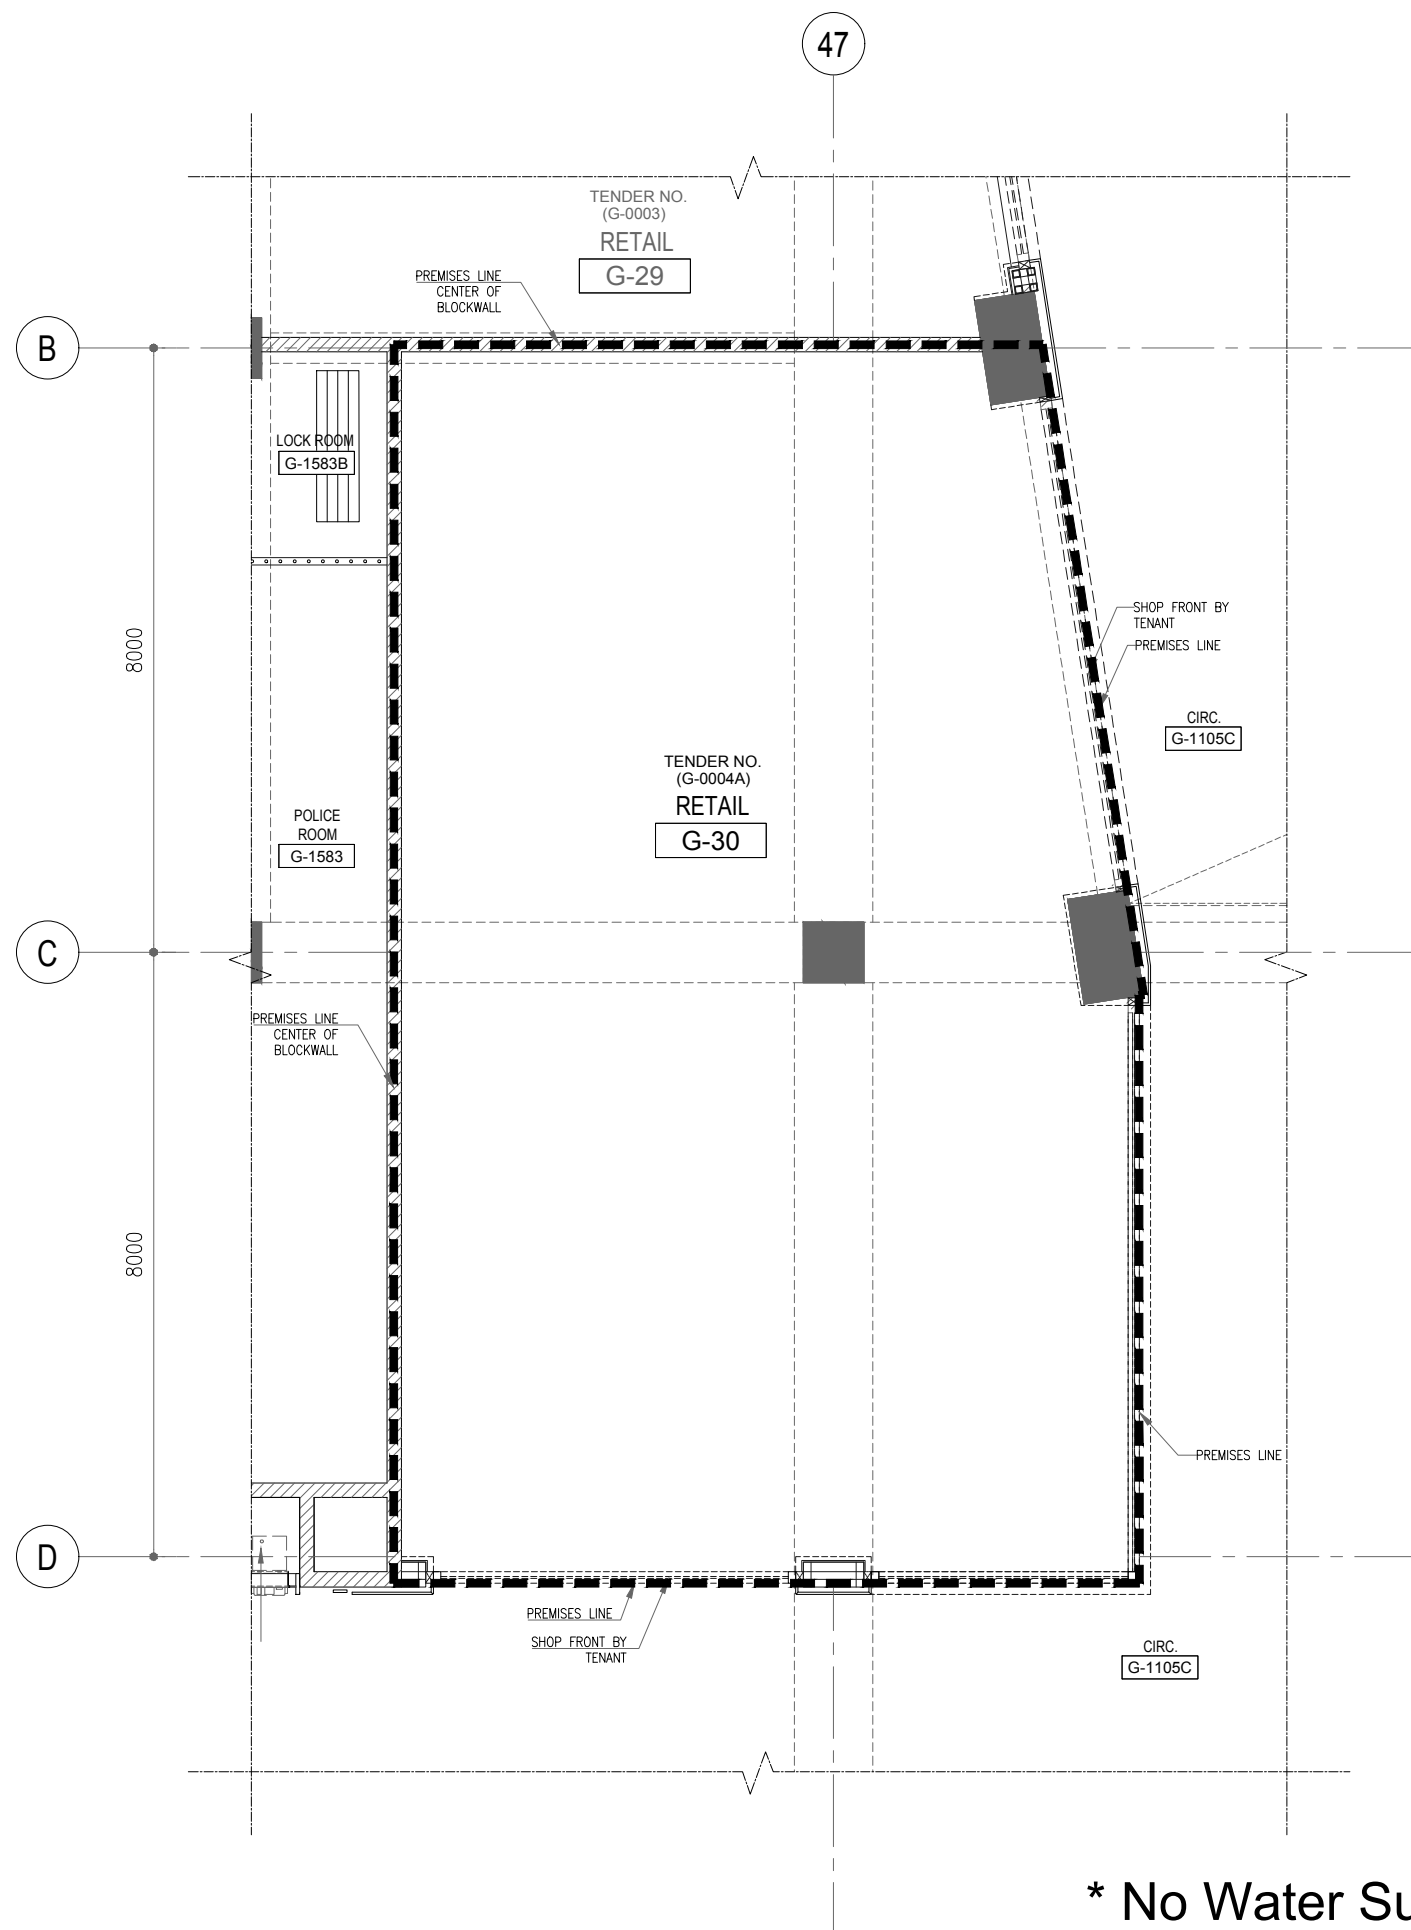 47
TENDER NO.
(G-0003)
RETAIL
G-29
PREMISES LINE
CENTER OF
BLOCKWALL
B
LOCK ROOM
G-1583B
8000
SHOP FRONT BY
TENANT
PREMISES LINE
CIRC.
G-1105C
TENDER NO.
(G-0004A)
RETAIL
G-30
POLICE
ROOM
G-1583
C
PREMISES LINE
CENTER OF
BLOCKWALL
8000
PREMISES LINE
D
PREMISES LINE
SHOP FRONT BY
TENANT
CIRC.
G-1105C
* No Water Su